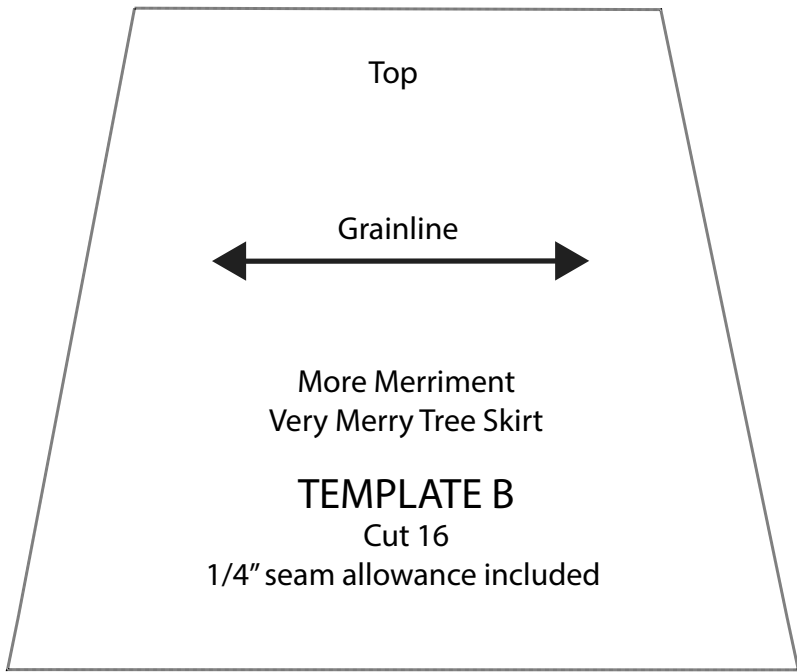 Top
Grainline
More Merriment
Very Merry Tree Skirt
TEMPLATE B
Cut 16
1/4” seam allowance included